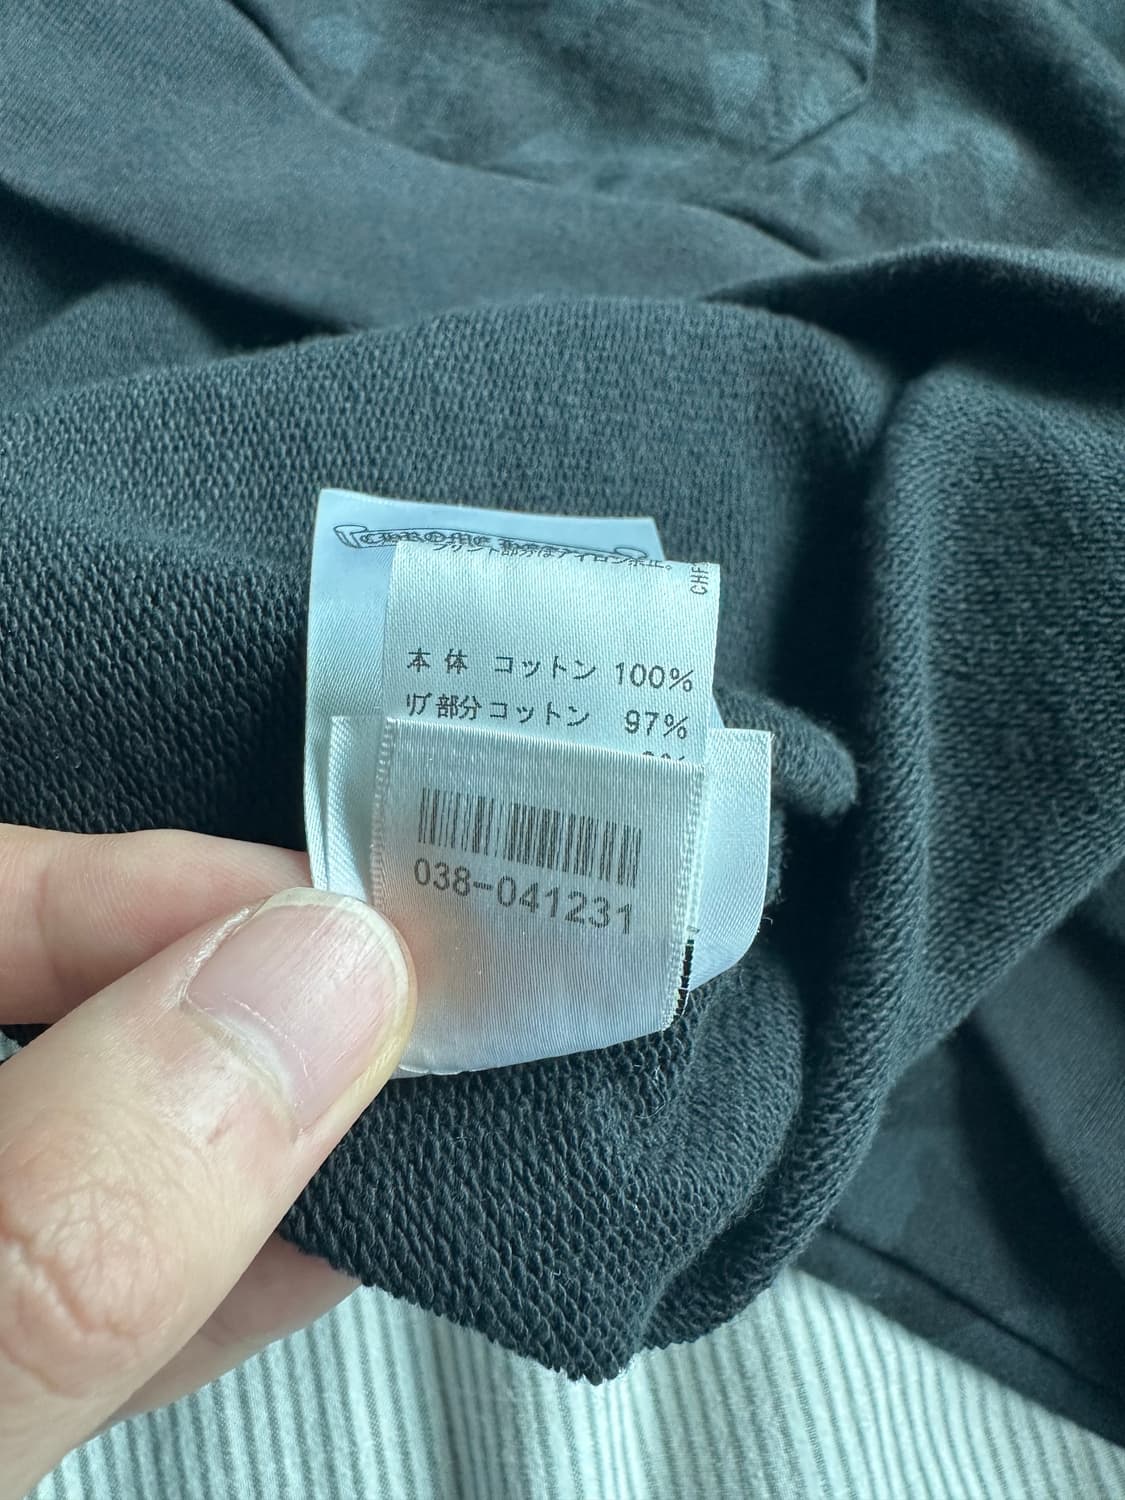 CHROME
プリント部分はアイロン禁止。
本体 コットン 100%
リブ部分コットン 97%
038-041231